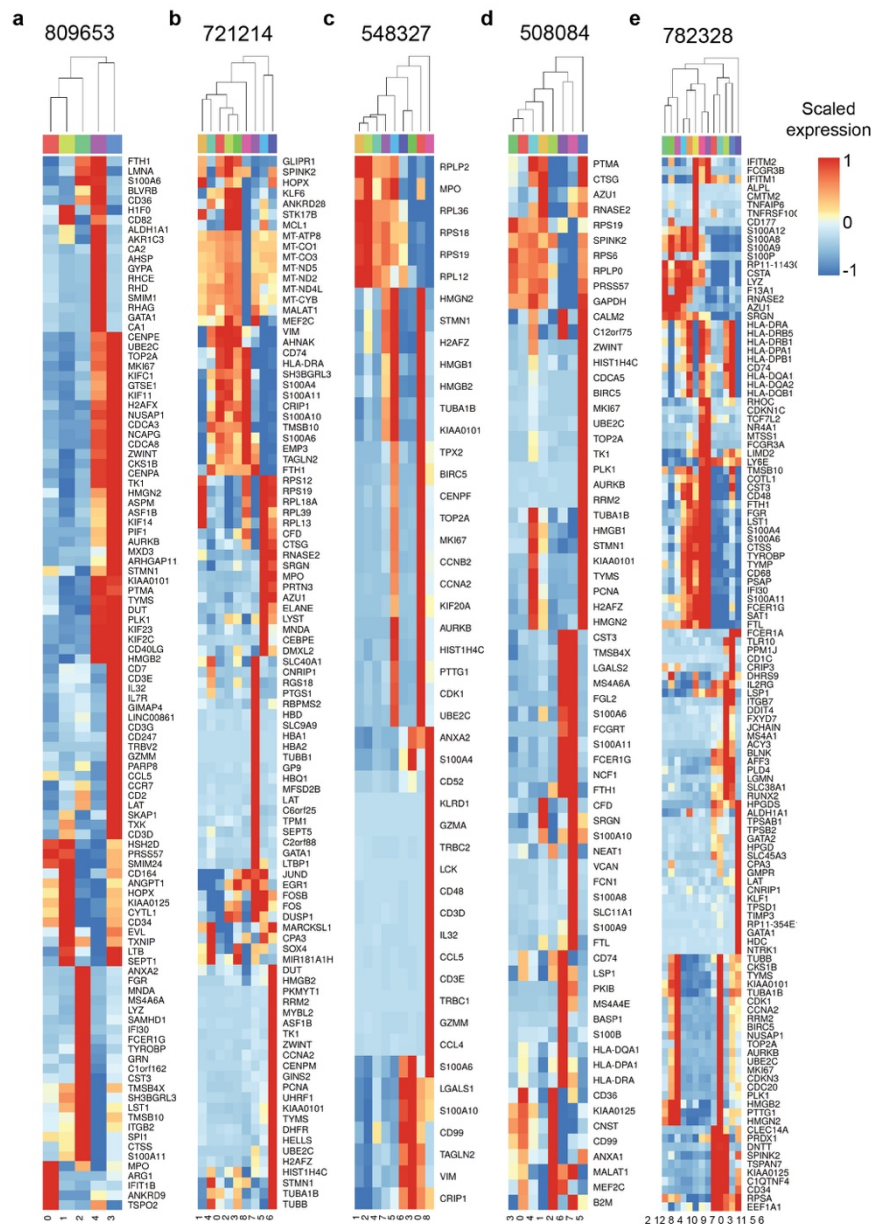 a
809653
b
721214
c
548327
d
508084
e
782328
Scaled
expression
1
0
-1
FTH1
LMNA
S100A6
BLVRB
CD36
H1F0
CD82
ALDH1A1
AKR1C3
CA2
AHSP
GYPA
RHCE
RHD
SMIM1
RHAG
GATA1
CA1
CENPE
UBE2C
TOP2A
MKI67
KIFC1
GTSE1
KIF11
H2AFX
NUSAP1
CDCA3
NCAPG
CDCA8
ZWINT
CKS1B
CENPA
TK1
HMGN2
ASPM
ASF1B
KIF14
PIF1
AURKB
MXD3
ARHGAP11
STMN1
KIAA0101
PTMA
TYMS
DUT
PLK1
KIF23
KIF2C
CD40LG
HMGB2
CD7
CD3E
IL32
IL7R
GIMAP4
LINC00861
CD3G
CD247
TRBV2
GZMM
PARP8
CCL5
CCR7
CD2
LAT
SKAP1
TXK
CD3D
HSH2D
PRSS57
SMIM24
CD164
ANGPT1
HOPX
KIAA0125
CYTL1
CD34
EVL
TXNIP
LTB
SEPT1
ANXA2
FGR
MNDA
MS4A6A
LYZ
SAMHD1
IFI30
FCER1G
TYROBP
GRN
C1orf162
CST3
TMSB4X
SH3BGRL3
LST1
TMSB10
ITGB2
SPI1
CTSS
S100A11
MPO
ARG1
IFIT1B
ANKRD9
TSPO2
0 1 2 4 3
GLIPR1
SPINK2
HOPX
KLF6
ANKRD28
STK17B
MCL1
MT-ATP8
MT-CO1
MT-CO3
MT-ND5
MT-ND2
MT-ND4L
MT-CYB
MALAT1
MEF2C
VIM
AHNAK
CD74
HLA-DRA
SH3BGRL3
S100A4
S100A11
CRIP1
S100A10
TMSB10
S100A6
EMP3
TAGLN2
FTH1
RPS12
RPS19
RPL18A
RPL39
RPL13
CFD
CTSG
RNASE2
SRGN
MPO
PRTN3
AZU1
ELANE
LYST
MNDA
CEBPE
DMXL2
SLC40A1
CNRIP1
RGS18
PTGS1
RBPMS2
HBD
SLC9A9
HBA1
HBA2
TUBB1
GP9
HBQ1
MFSD2B
LAT
C6orf25
TPM1
SEPT5
C2orf88
GATA1
LTBP1
JUND
EGR1
FOSB
FOS
DUSP1
MARCKSL1
CPA3
SOX4
MIR181A1H
DUT
HMGB2
PKMYT1
RRM2
MYBL2
ASF1B
TK1
ZWINT
CCNA2
CENPM
GINS2
PCNA
UHRF1
KIAA0101
TYMS
DHFR
HELLS
UBE2C
H2AFZ
HIST1H4C
STMN1
TUBA1B
TUBB
1 4 0 2 3 8 7 5 6
RPLP2
MPO
RPL36
RPS18
RPS19
RPL12
HMGN2
STMN1
H2AFZ
HMGB1
HMGB2
TUBA1B
KIAA0101
TPX2
BIRC5
CENPF
TOP2A
MKI67
CCNB2
CCNA2
KIF20A
AURKB
HIST1H4C
PTTG1
CDK1
UBE2C
ANXA2
S100A4
CD52
KLRD1
GZMA
TRBC2
LCK
CD48
CD3D
IL32
CCL5
CD3E
TRBC1
GZMM
CCL4
S100A6
LGALS1
S100A10
CD99
TAGLN2
VIM
CRIP1
1 2 4 7 5 6 3 0 8
PTMA
CTSG
AZU1
RNASE2
RPS19
SPINK2
RPS6
RPLP0
PRSS57
GAPDH
CALM2
C12orf75
ZWINT
HIST1H4C
CDCA5
BIRC5
MKI67
UBE2C
TOP2A
TK1
PLK1
AURKB
RRM2
TUBA1B
HMGB1
STMN1
KIAA0101
TYMS
PCNA
H2AFZ
HMGN2
CST3
TMSB4X
LGALS2
MS4A6A
FGL2
S100A6
FCGRT
S100A11
FCER1G
NCF1
FTH1
CFD
SRGN
S100A10
NEAT1
VCAN
FCN1
S100A8
SLC11A1
S100A9
FTL
CD74
LSP1
PKIB
MS4A4E
BASP1
S100B
HLA-DQA1
HLA-DPA1
HLA-DRA
CD36
KIAA0125
CNST
CD99
ANXA1
MALAT1
MEF2C
B2M
3 0 4 1 2 6 7 5
IFITM2
FCGR3B
IFITM1
ALPL
CMTM2
TNFAIP6
TNFRSF10C
CD177
S100A12
S100A8
S100A9
S100P
RP11-1143G
CSTA
LYZ
F13A1
RNASE2
AZU1
SRGN
HLA-DRA
HLA-DRB5
HLA-DRB1
HLA-DPA1
HLA-DPB1
CD74
HLA-DQA1
HLA-DQA2
HLA-DQB1
RHOC
CDKN1C
TCF7L2
NR4A1
MTSS1
FCGR3A
LIMD2
LY6E
TMSB10
COTL1
CST3
CD48
FTH1
FGR
LST1
S100A4
S100A6
CTSS
TYROBP
TYMP
CD68
PSAP
IFI30
S100A11
FCER1G
SAT1
FTL
FCER1A
TLR10
PPM1J
CD1C
CRIP3
DHRS9
IL2RG
LSP1
ITGB7
DDIT4
FXYD7
JCHAIN
MS4A1
ACY3
BLNK
AFF3
PLD4
LGMN
SLC38A1
RUNX2
HPGDS
ALDH1A1
TPSAB1
TPSB2
GATA2
HPGD
SLC45A3
CPA3
GMPR
LAT
CNRIP1
KLF1
TPSD1
TIMP3
RP11-354E
GATA1
HDC
NTRK1
TUBB
CKS1B
TYMS
KIAA0101
TUBA1B
CDK1
CCNA2
RRM2
BIRC5
NUSAP1
TOP2A
AURKB
UBE2C
MKI67
CDKN3
CDC20
PLK1
HMGB2
PTTG1
HMGN2
CLEC14A
PRDX1
DNTT
SPINK2
TSPAN7
KIAA0125
C1QTNF4
CD34
RPSA
EEF1A1
2 12 8 4 10 9 7 0 3 11 5 6